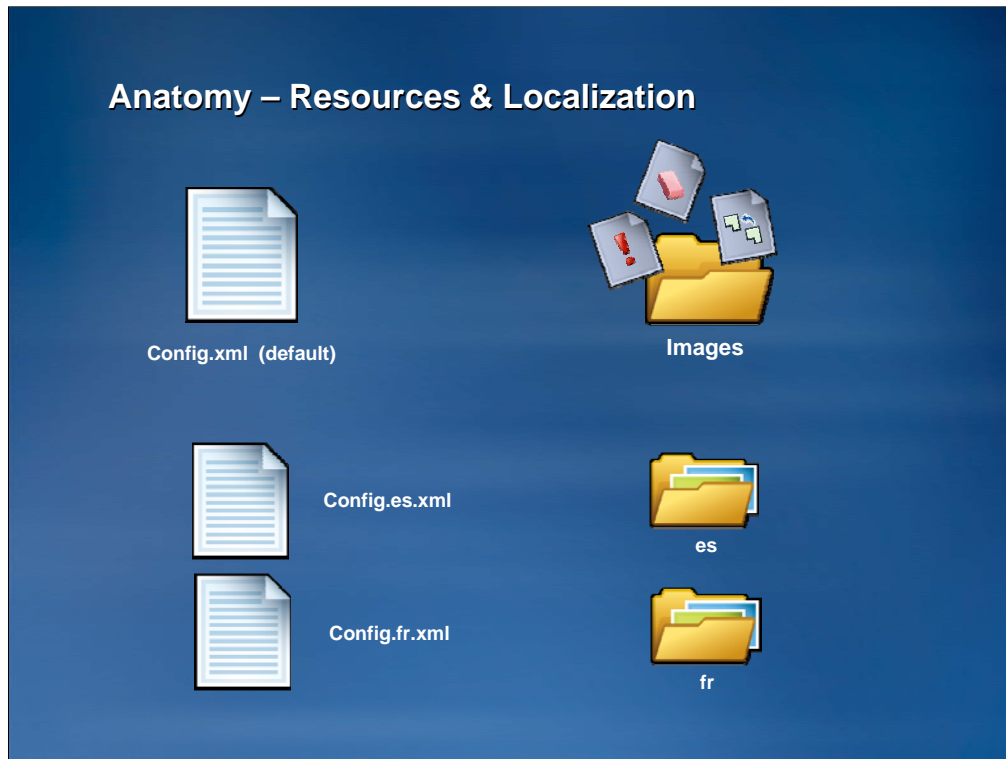 Anatomy – Resources & Localization
Config.xml (default)
Images
Config.es.xml
es
Config.fr.xml
fr